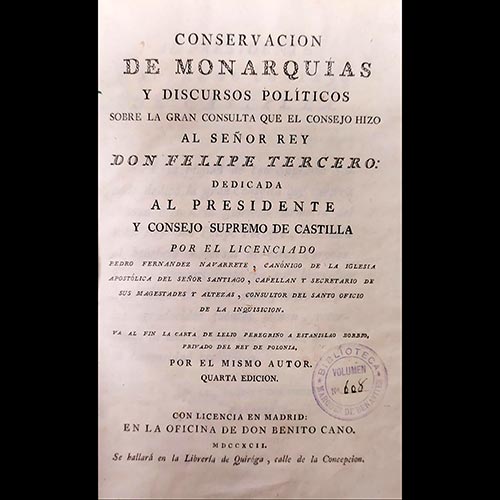 CONSERVACION
DE MONARQUÍAS
Y DISCURSOS POLÍTICOS
SOBRE LA GRAN CONSULTA QUE EL CONSEJO HIZO
AL SEÑOR REY
DON FELIPE TERCERO:
DEDICADA
AL PRESIDENTE
Y CONSEJO SUPREMO DE CASTILLA
POR EL LICENCIADO
PEDRO FERNANDEZ NAVARRETE, CANÓNIGO DE LA IGLESIA
APOSTÓLICA DEL SEÑOR SANTIAGO, CAPELLAN Y SECRETARIO DE
SUS MAGESTADES Y ALTEZAS, CONSULTOR DEL SANTO OFICIO
DE LA INQUISICION.
VA AL FIN LA CARTA DE LELIO PEREGRINO A ESTANISLAO BORBIO,
PRIVADO DEL REY DE POLONIA,
POR EL MISMO AUTOR.
QUARTA EDICION.
BIBLIOTECA
VOLUMEN
Nº 608
MARQUES DE
CON LICENCIA EN MADRID:
EN LA OFICINA DE DON BENITO CANO.
MDCCXCII.
Se hallará en la Librería de Quiroga, calle de la Concepcion.